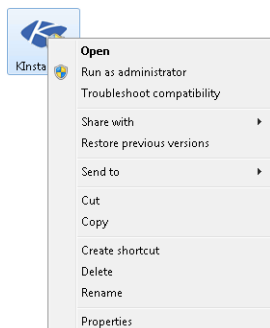 KInsta
Open
Run as administrator
Troubleshoot compatibility
Share with
Restore previous versions
Send to
Cut
Copy
Create shortcut
Delete
Rename
Properties